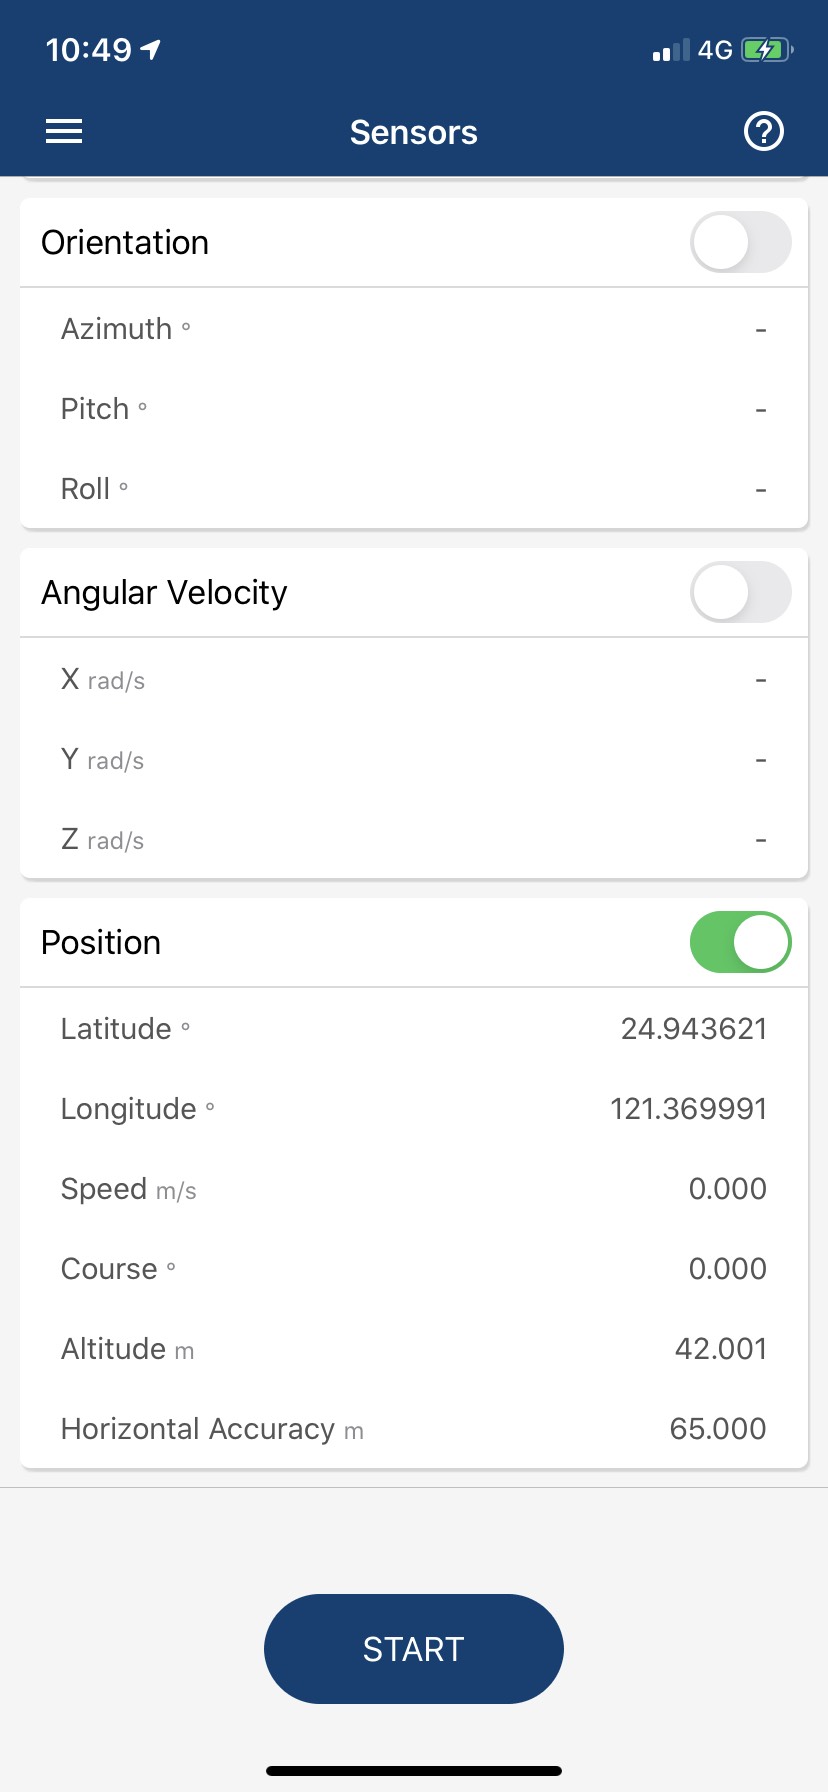 10:49 4G
Sensors
Orientation
Azimuth ° -
Pitch ° -
Roll ° -
Angular Velocity
X rad/s -
Y rad/s -
Z rad/s -
Position
Latitude ° 24.943621
Longitude ° 121.369991
Speed m/s 0.000
Course ° 0.000
Altitude m 42.001
Horizontal Accuracy m 65.000
START